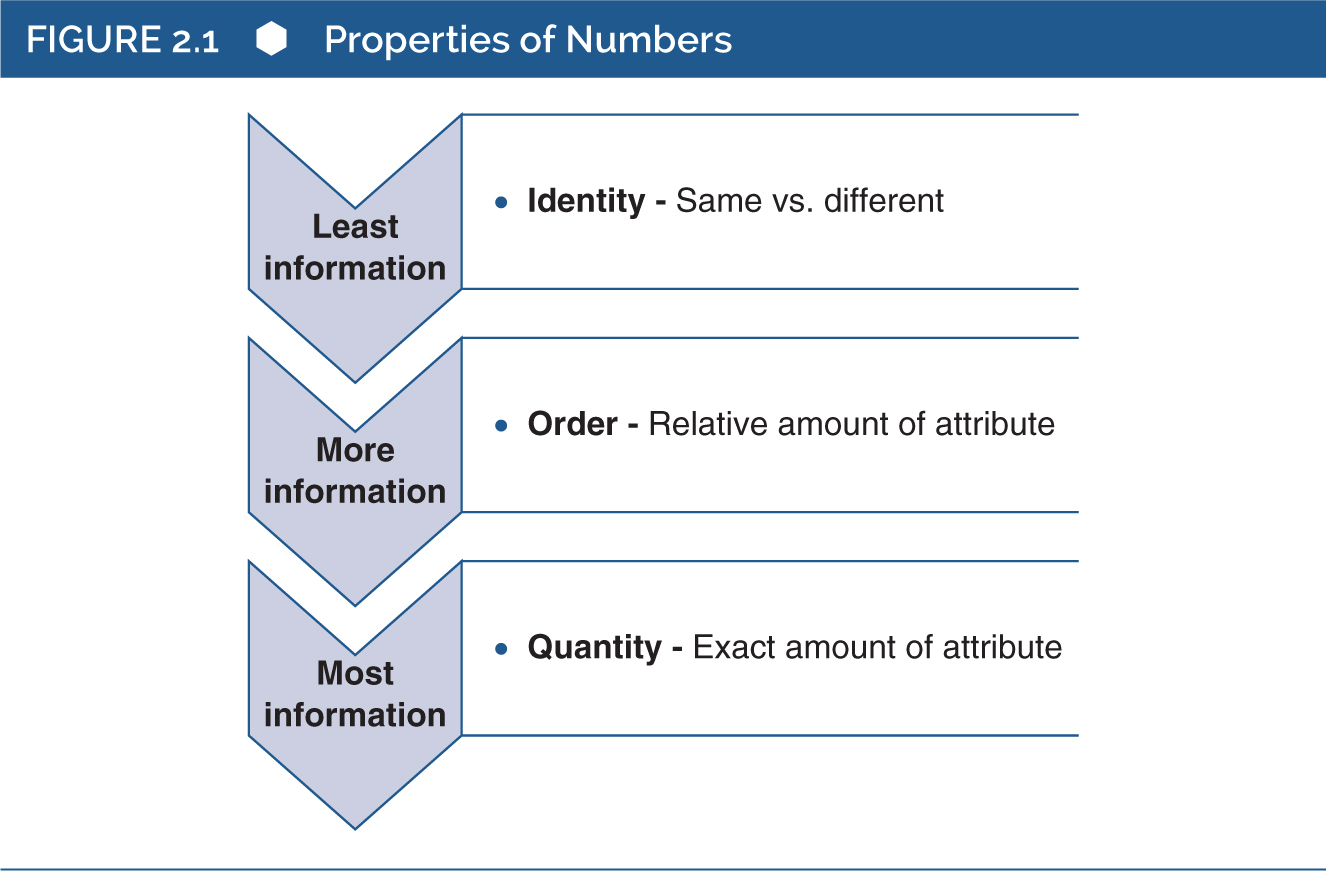 FIGURE 2.1 Properties of Numbers
Least
information
• Identity - Same vs. different
More
information
• Order - Relative amount of attribute
Most
information
• Quantity - Exact amount of attribute